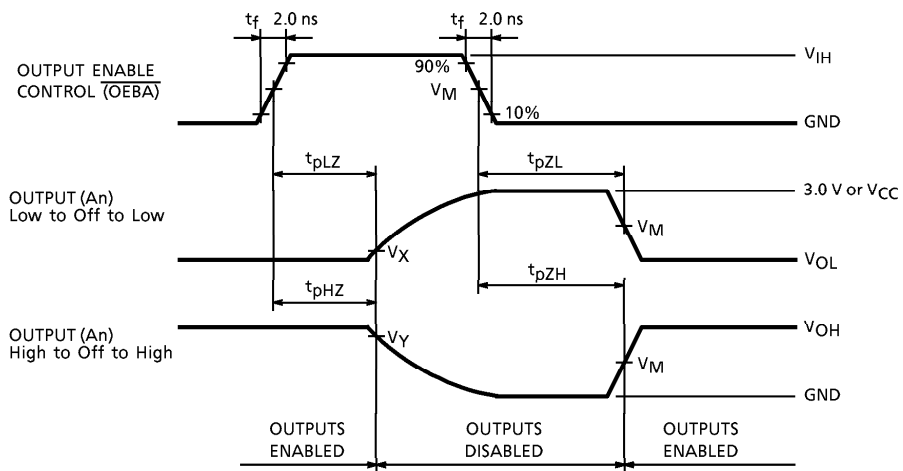 tf 2.0 ns
tf 2.0 ns
OUTPUT ENABLE
CONTROL (OEBA)
90%
VM
10%
VIH
GND
tpLZ
tpZL
OUTPUT (An)
Low to Off to Low
VX
VM
3.0 V or VCC
VOL
tpHZ
tpZH
OUTPUT (An)
High to Off to High
VY
VM
VOH
GND
OUTPUTS
ENABLED
OUTPUTS
DISABLED
OUTPUTS
ENABLED